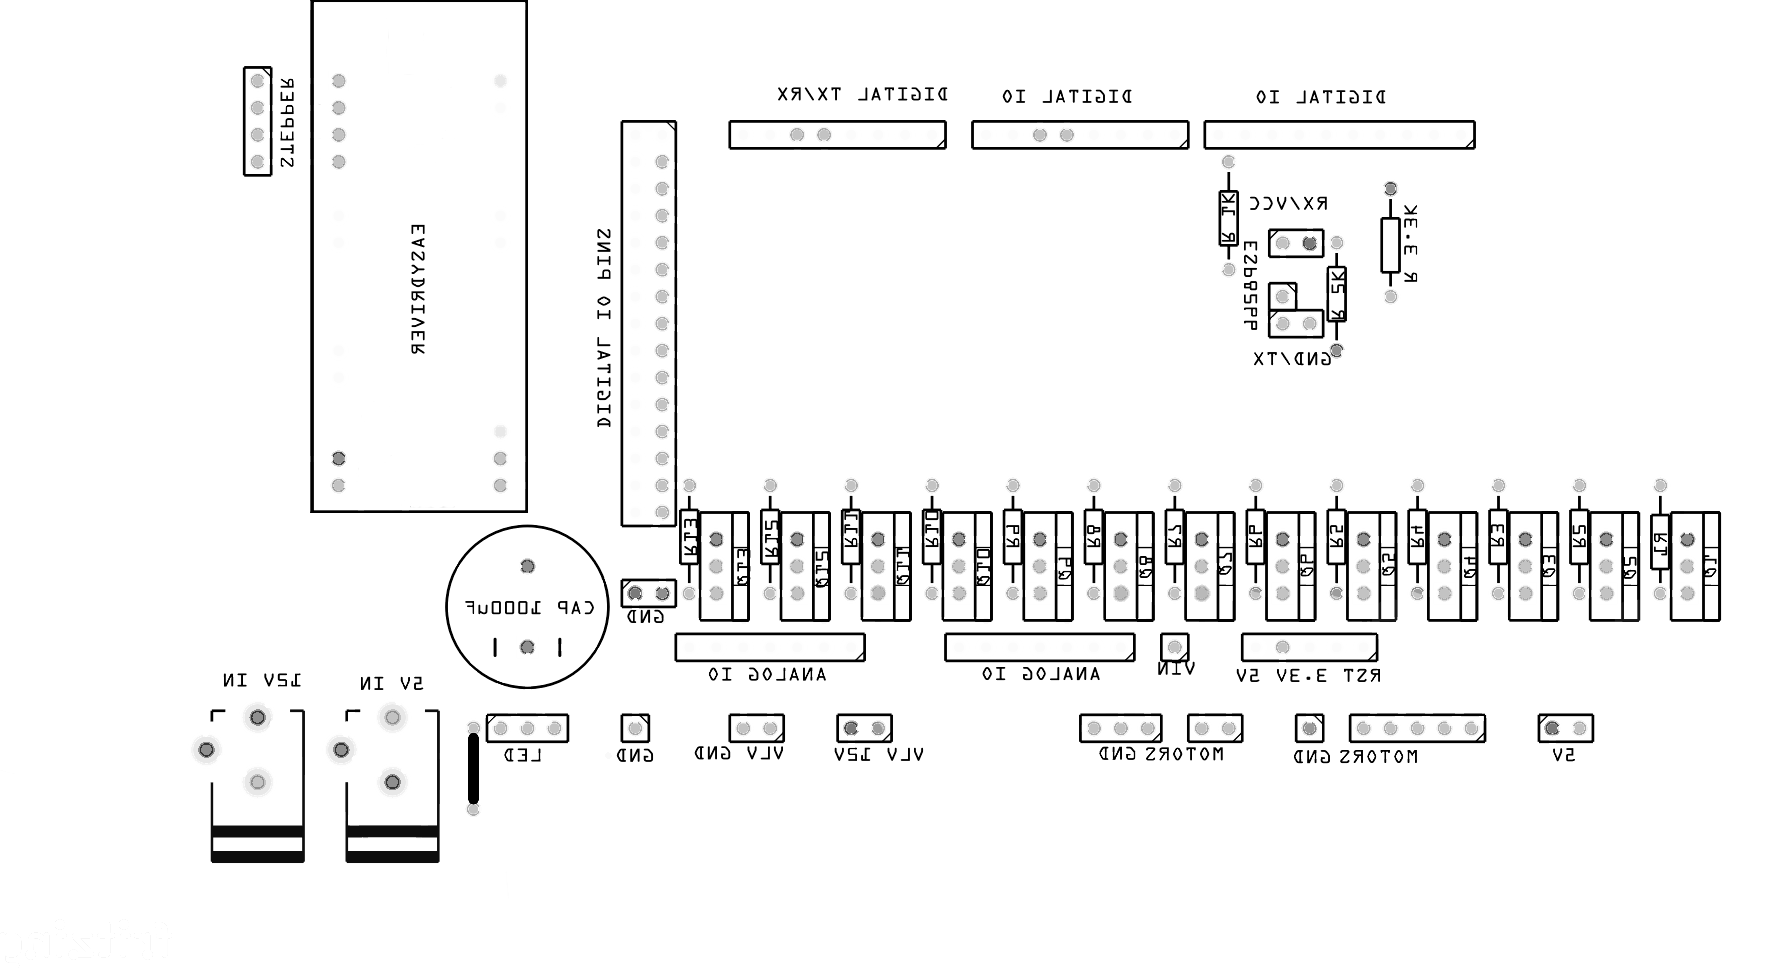 STEPPER
EASYDRIVER
DIGITAL IO PINS
DIGITAL TX/RX
DIGITAL IO
DIGITAL IO
R 1K
RX/VCC
ESP8266
R 2K
R 3.3K
GND/TX
R13
Q13
R12
Q12
R11
Q11
R10
Q10
R9
Q9
R8
Q8
R7
Q7
R6
Q6
R5
Q5
R4
Q4
R3
Q3
R2
Q2
R1
Q1
CAP 1000uF
GND
ANALOG IO
ANALOG IO
VIN
RST 3.3V 5V
12V IN
5V IN
LED
GND
VLV GND
VLV 12V
MOTORS GND
MOTORS GND
5V